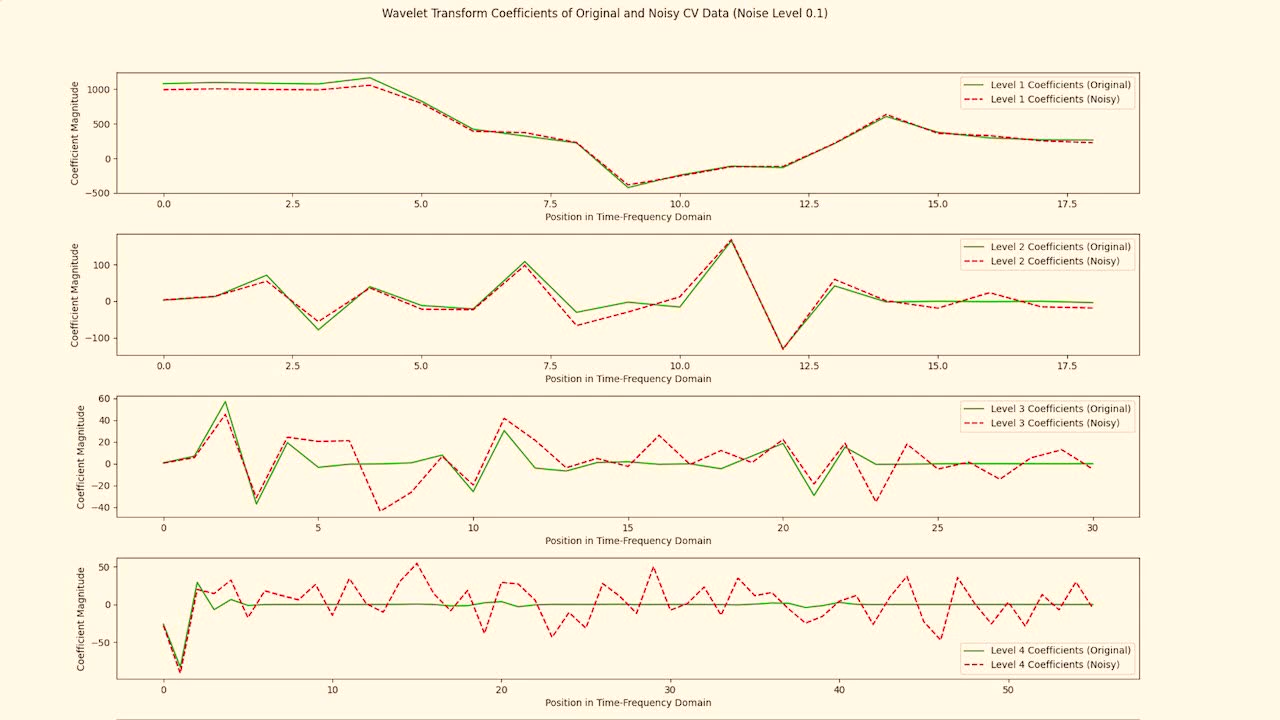 Wavelet Transform Coefficients of Original and Noisy CV Data (Noise Level 0.1)
Coefficient Magnitude
1000
500
0
−500
Level 1 Coefficients (Original)
Level 1 Coefficients (Noisy)
0.0 2.5 5.0 7.5 10.0 12.5 15.0 17.5
Position in Time-Frequency Domain
Coefficient Magnitude
100
0
−100
Level 2 Coefficients (Original)
Level 2 Coefficients (Noisy)
0.0 2.5 5.0 7.5 10.0 12.5 15.0 17.5
Position in Time-Frequency Domain
Coefficient Magnitude
60
40
20
0
−20
−40
Level 3 Coefficients (Original)
Level 3 Coefficients (Noisy)
0 5 10 15 20 25 30
Position in Time-Frequency Domain
Coefficient Magnitude
50
0
−50
Level 4 Coefficients (Original)
Level 4 Coefficients (Noisy)
0 10 20 30 40 50
Position in Time-Frequency Domain